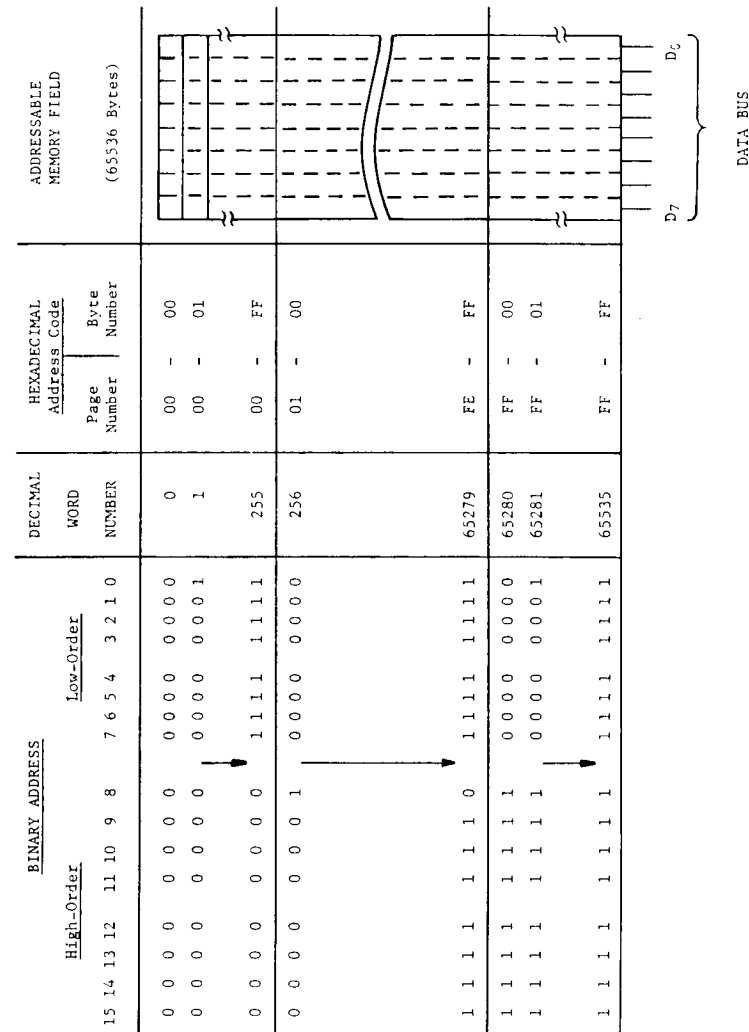 BINARY ADDRESS DECIMAL HEXADECIMAL ADDRESSABLE
High-Order Low-Order WORD Address Code MEMORY FIELD
Page Byte
15 14 13 12 11 10 9 8 7 6 5 4 3 2 1 0 NUMBER Number Number (65536 Bytes)
0 0 0 0 0 0 0 0 0 0 0 0 0 0 0 0 0 00 - 00
0 0 0 0 0 0 0 0 0 0 0 0 0 0 0 1 1 00 - 01
0 0 0 0 0 0 0 0 1 1 1 1 1 1 1 1 255 00 - FF
0 0 0 0 0 0 0 1 0 0 0 0 0 0 0 0 256 01 - 00
1 1 1 1 1 1 1 0 1 1 1 1 1 1 1 1 65279 FE - FF
1 1 1 1 1 1 1 1 0 0 0 0 0 0 0 0 65280 FF - 00
1 1 1 1 1 1 1 1 0 0 0 0 0 0 0 1 65281 FF - 01
1 1 1 1 1 1 1 1 1 1 1 1 1 1 1 1 65535 FF - FF
D7 D0
DATA BUS